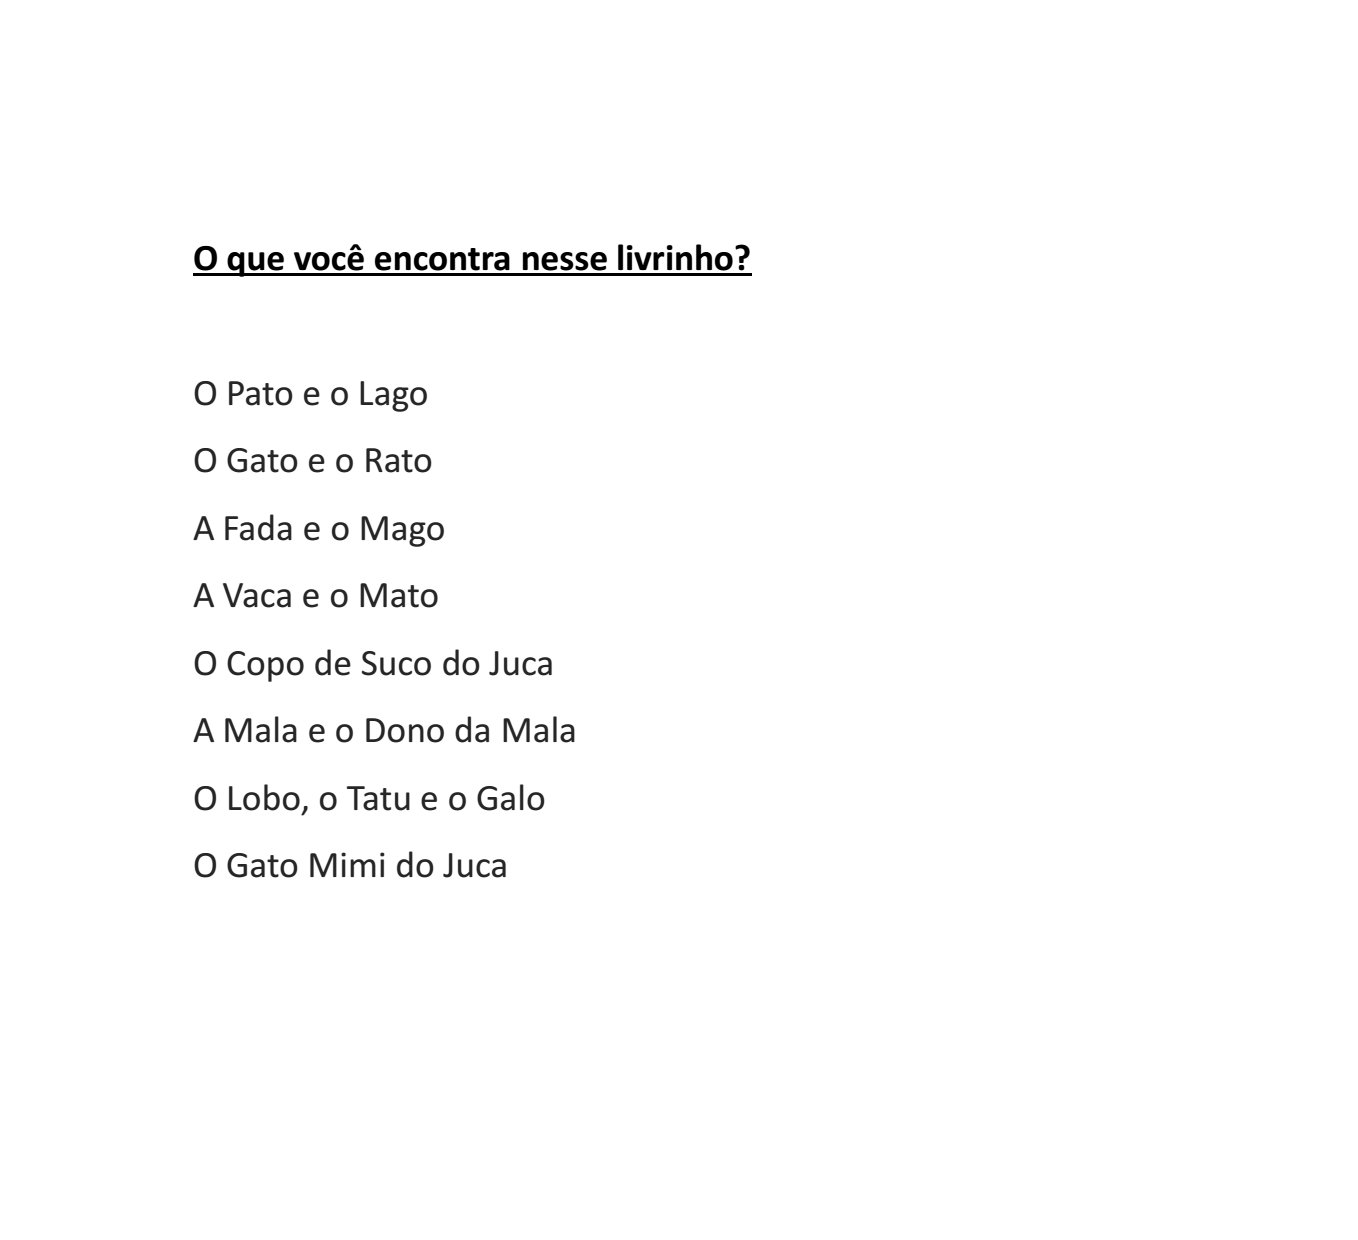 O que você encontra nesse livrinho?
O Pato e o Lago
O Gato e o Rato
A Fada e o Mago
A Vaca e o Mato
O Copo de Suco do Juca
A Mala e o Dono da Mala
O Lobo, o Tatu e o Galo
O Gato Mimi do Juca